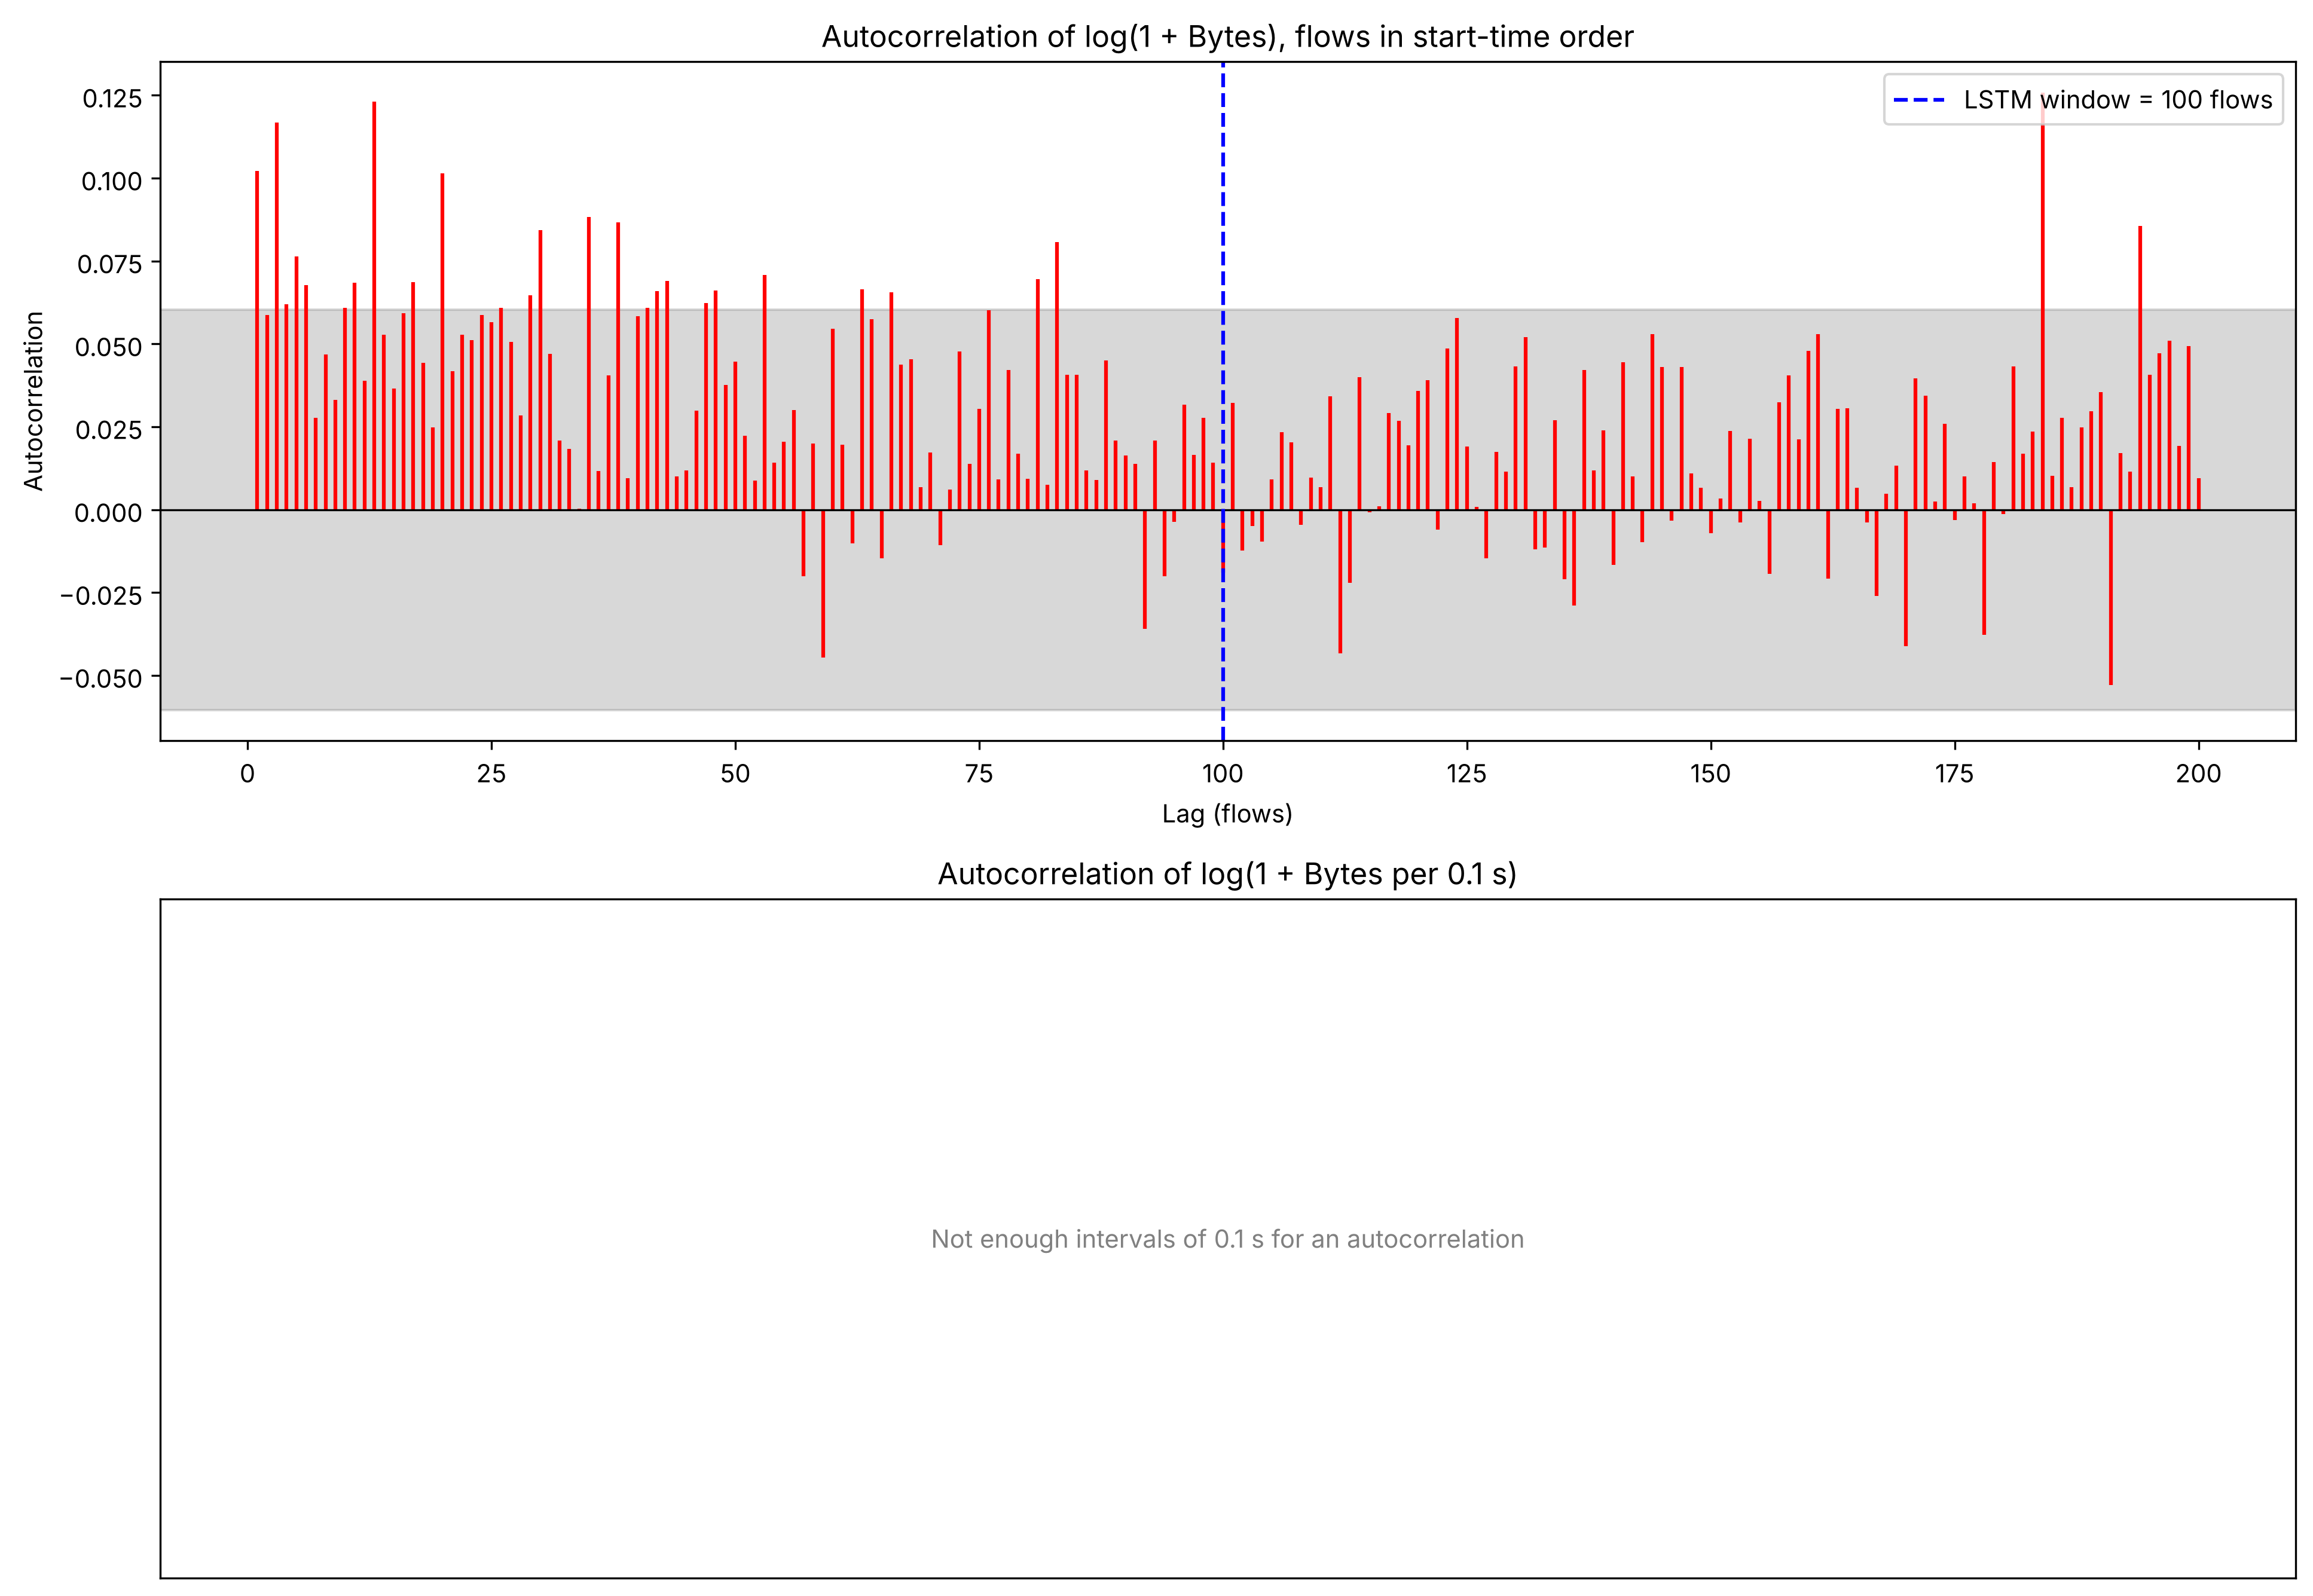 Autocorrelation of log(1 + Bytes), flows in start-time order
LSTM window = 100 flows
0.125
0.100
0.075
0.050
0.025
0.000
−0.025
−0.050
Autocorrelation
0 25 50 75 100 125 150 175 200
Lag (flows)
Autocorrelation of log(1 + Bytes per 0.1 s)
Not enough intervals of 0.1 s for an autocorrelation